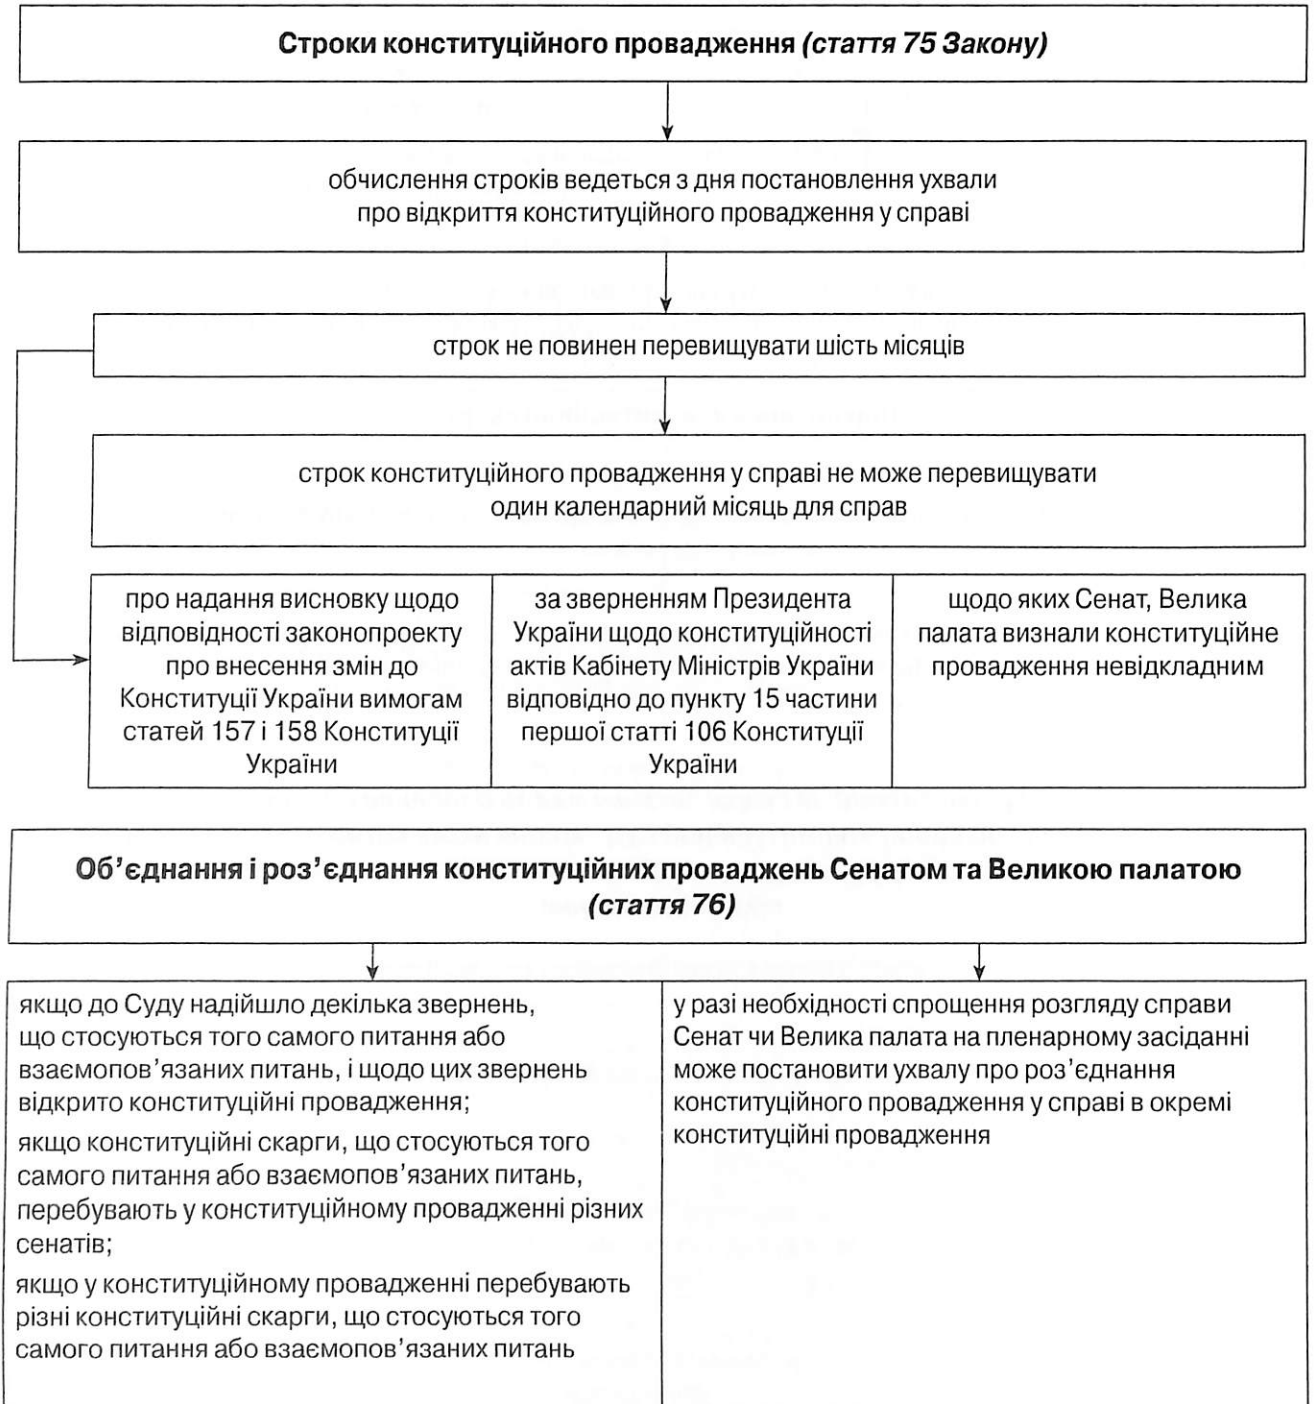 Строки конституційного провадження (стаття 75 Закону)
обчислення строків ведеться з дня постановлення ухвали
про відкриття конституційного провадження у справі
строк не повинен перевищувати шість місяців
строк конституційного провадження у справі не може перевищувати
один календарний місяць для справ
про надання висновку щодо
відповідності законопроекту
про внесення змін до
Конституції України вимогам
статей 157 і 158 Конституції
України
за зверненням Президента
України щодо конституційності
актів Кабінету Міністрів України
відповідно до пункту 15 частини
першої статті 106 Конституції
України
щодо яких Сенат, Велика
палата визнали конституційне
провадження невідкладним
Об’єднання і роз’єднання конституційних проваджень Сенатом та Великою палатою
(стаття 76)
якщо до Суду надійшло декілька звернень,
що стосуються того самого питання або
взаємопов’язаних питань, і щодо цих звернень
відкрито конституційні провадження;
якщо конституційні скарги, що стосуються того
самого питання або взаємопов’язаних питань,
перебувають у конституційному провадженні різних
сенатів;
якщо у конституційному провадженні перебувають
різні конституційні скарги, що стосуються того
самого питання або взаємопов’язаних питань
у разі необхідності спрощення розгляду справи
Сенат чи Велика палата на пленарному засіданні
може постановити ухвалу про роз’єднання
конституційного провадження у справі в окремі
конституційні провадження